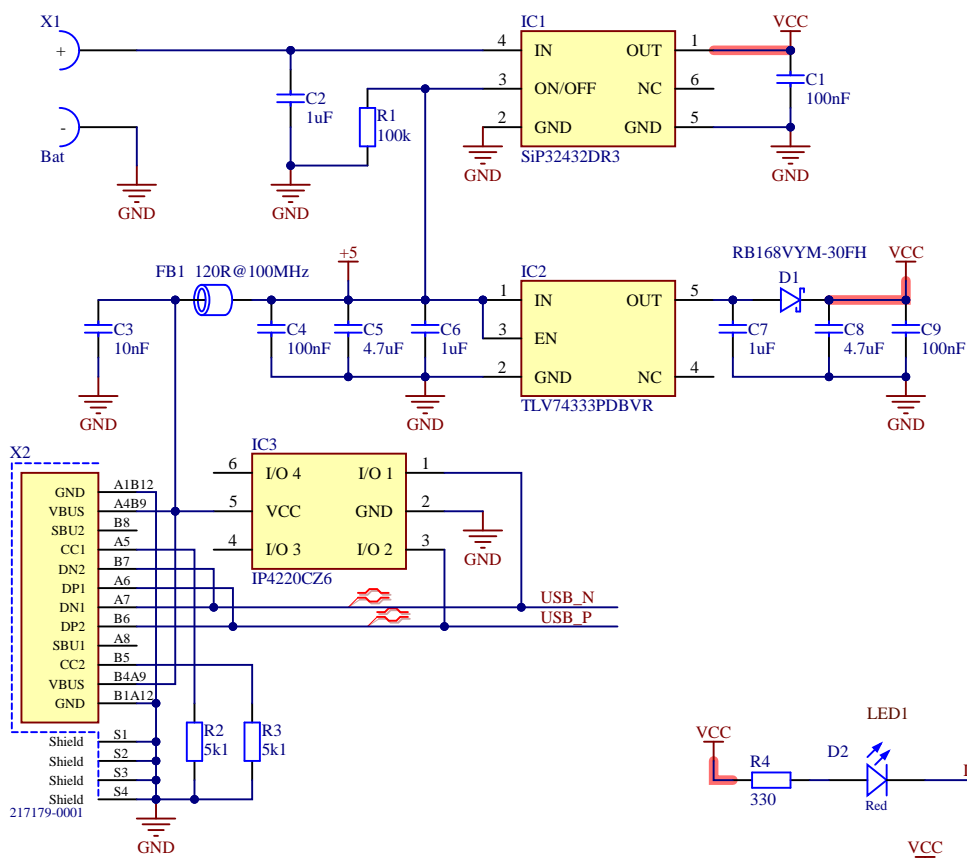 X1
+
-
Bat
GND
C2
1uF
GND
R1
100k
IC1
4 IN OUT 1
3 ON/OFF NC 6
2 GND GND 5
SiP32432DR3
GND
VCC
C1
100nF
GND
FB1 120R@100MHz
+5
C3
10nF
GND
C4
100nF
C5
4.7uF
C6
1uF
GND
IC2
1 IN OUT 5
3 EN
2 GND NC 4
TLV74333PDBVR
RB168VYM-30FH
D1
VCC
C7
1uF
C8
4.7uF
C9
100nF
GND
IC3
6 I/O 4 I/O 1 1
5 VCC GND 2
4 I/O 3 I/O 2 3
IP4220CZ6
GND
X2
GND A1B12
VBUS A4B9
SBU2 B8
CC1 A5
DN2 B7
DP1 A6
DN1 A7
DP2 B6
SBU1 A8
CC2 B5
VBUS B4A9
GND B1A12
Shield S1
Shield S2
Shield S3
Shield S4
217179-0001
GND
USB_N
USB_P
R2
5k1
R3
5k1
LED1
VCC
R4
330
D2
Red
VCC